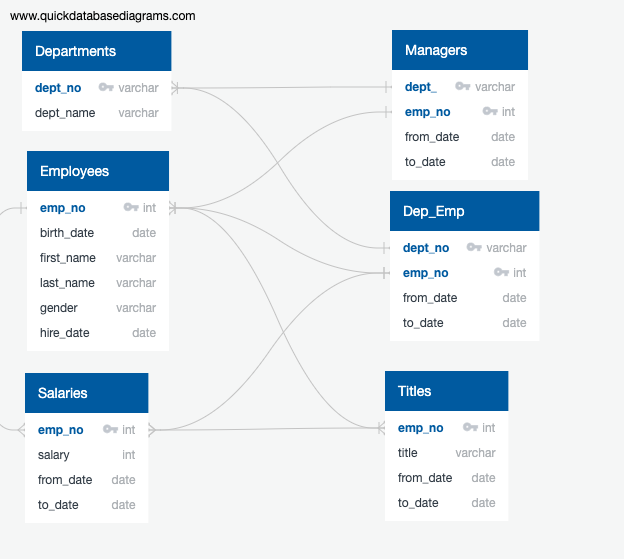 www.quickdatabasediagrams.com
Departments
dept_no varchar
dept_name varchar
Managers
dept_ varchar
emp_no int
from_date date
to_date date
Employees
emp_no int
birth_date date
first_name varchar
last_name varchar
gender varchar
hire_date date
Dep_Emp
dept_no varchar
emp_no int
from_date date
to_date date
Salaries
emp_no int
salary int
from_date date
to_date date
Titles
emp_no int
title varchar
from_date date
to_date date